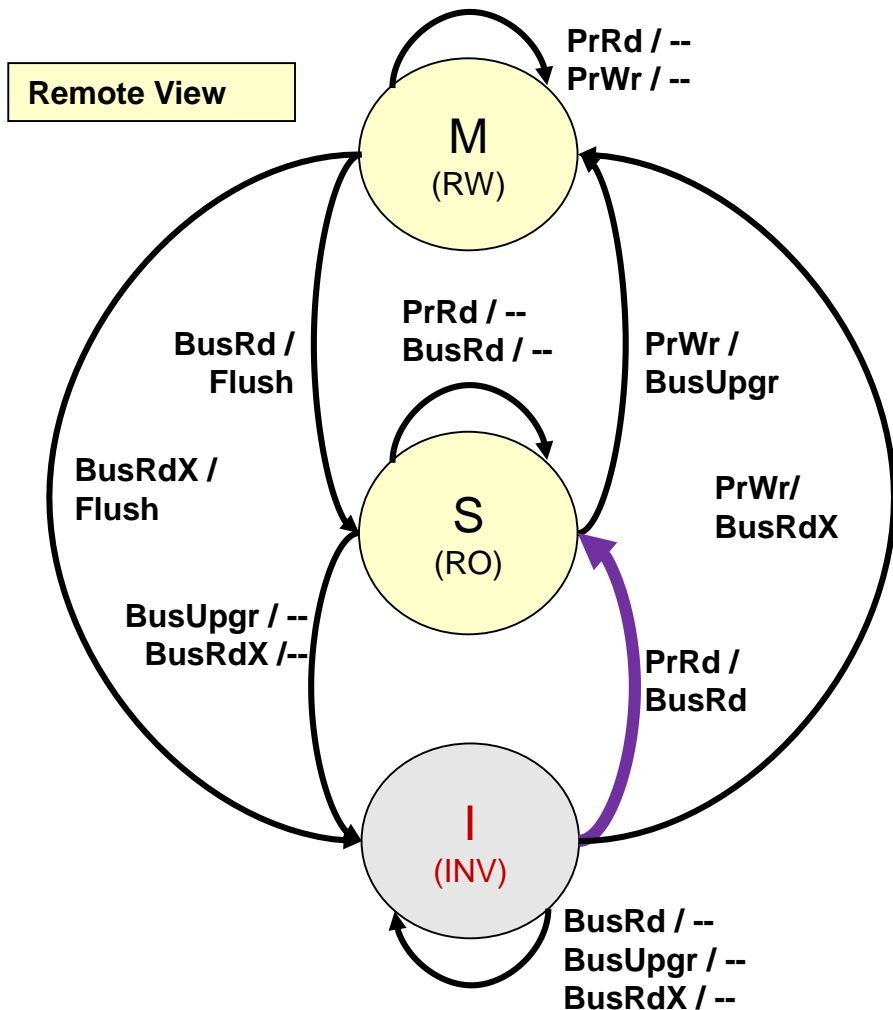 PrRd / --
PrWr / --
Remote View
M
(RW)
PrRd / --
BusRd / --
BusRd /
Flush
PrWr /
BusUpgr
BusRdX /
Flush
PrWr/
BusRdX
S
(RO)
BusUpgr / --
BusRdX /--
PrRd /
BusRd
I
(INV)
BusRd / --
BusUpgr / --
BusRdX / --